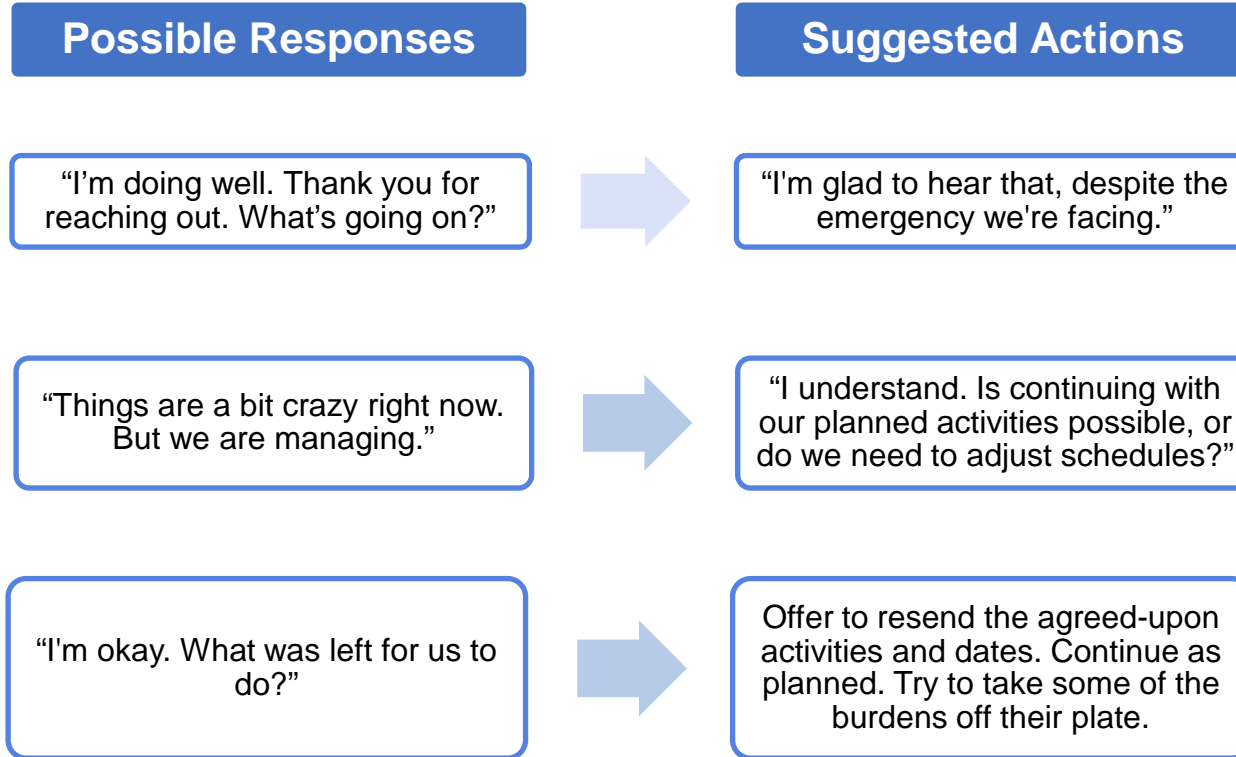 Possible Responses
Suggested Actions
“I’m doing well. Thank you for
reaching out. What’s going on?”
“I'm glad to hear that, despite the
emergency we're facing.”
“Things are a bit crazy right now.
But we are managing.”
“I understand. Is continuing with
our planned activities possible, or
do we need to adjust schedules?”
“I'm okay. What was left for us to
do?”
Offer to resend the agreed-upon
activities and dates. Continue as
planned. Try to take some of the
burdens off their plate.